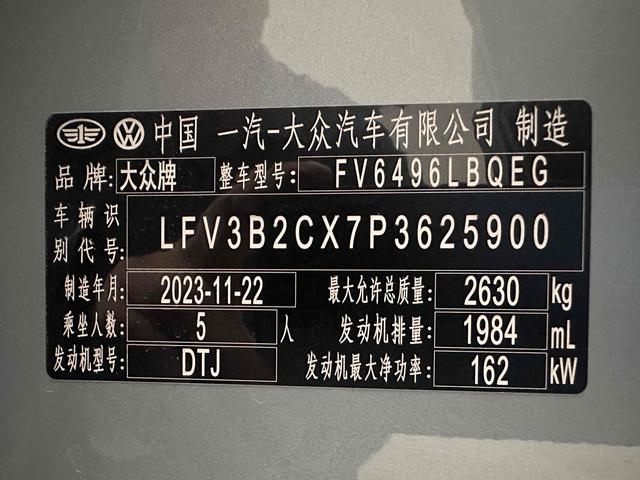 中国 一汽-大众汽车有限公司 制造
品 牌: 大众牌 整车型号: FV6496LBQEG
车 辆 识
别 代 号: LFV3B2CX7P3625900
制造年月: 2023-11-22 最大允许总质量: 2630 kg
乘坐人数: 5 人 发动机排量: 1984 mL
发动机型号: DTJ 发动机最大净功率: 162 kW